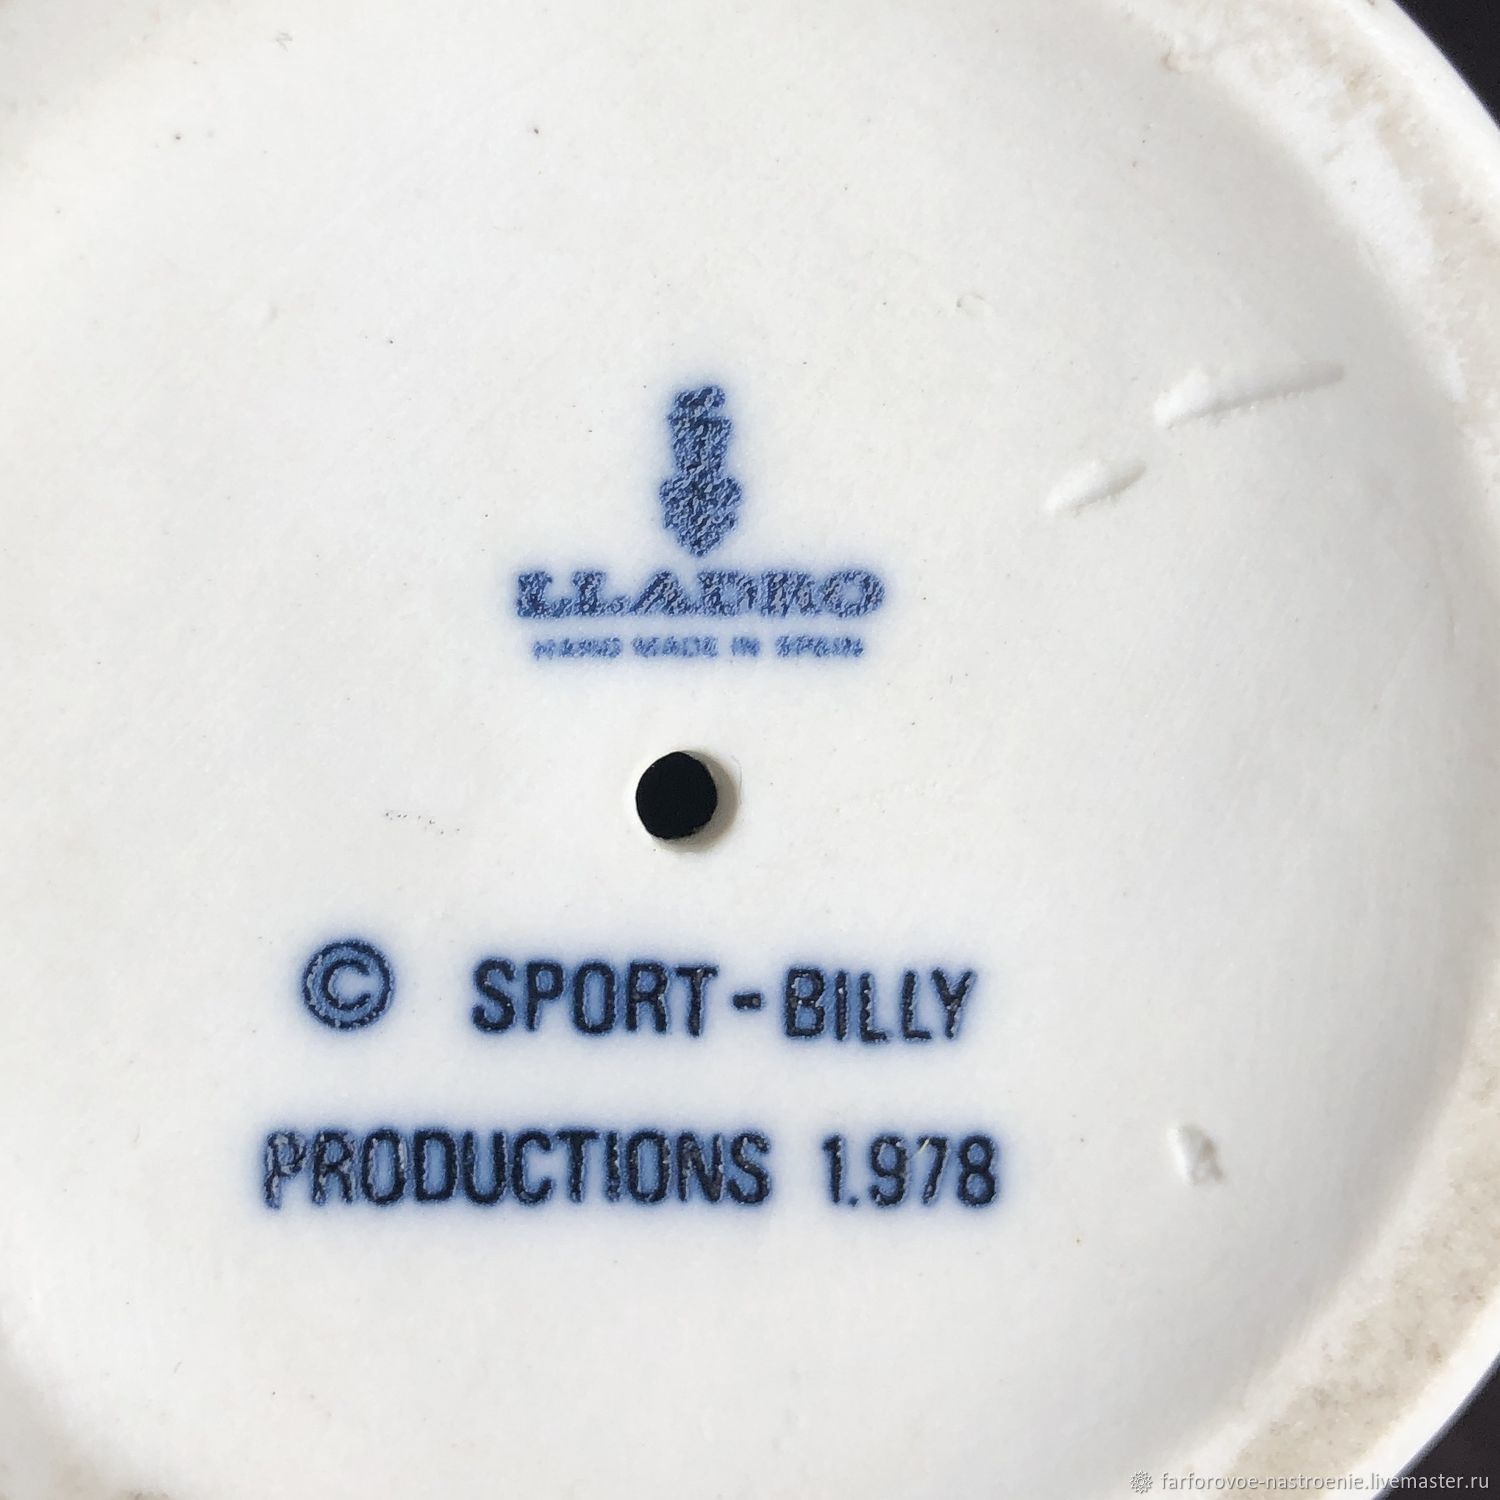 LLADRO
HAND MADE IN SPAIN
© SPORT-BILLY
PRODUCTIONS 1.978
farforovoe-nastroenie.livemaster.ru